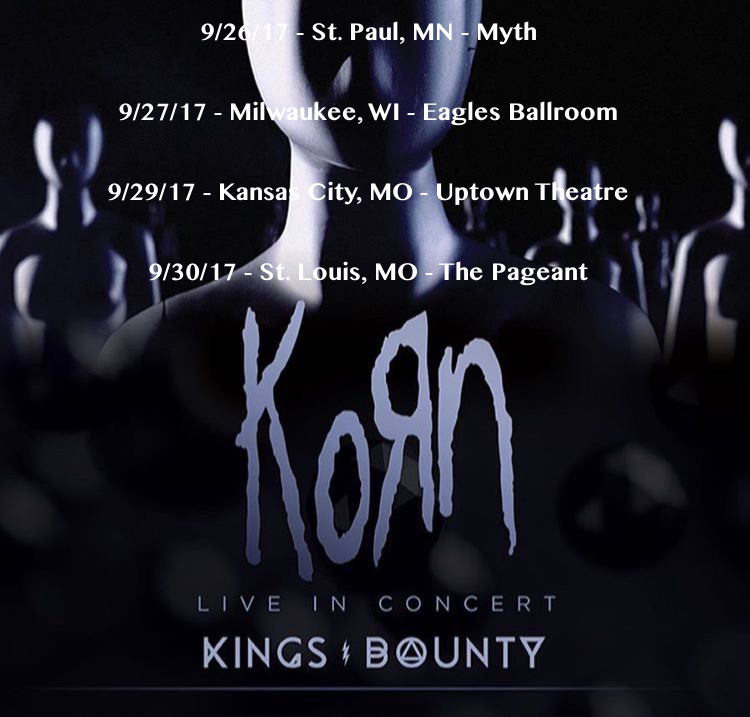 9/26/17 - St. Paul, MN - Myth
9/27/17 - Milwaukee, WI - Eagles Ballroom
9/29/17 - Kansas City, MO - Uptown Theatre
9/30/17 - St. Louis, MO - The Pageant
KoЯn
LIVE IN CONCERT
KINGS BOUNTY